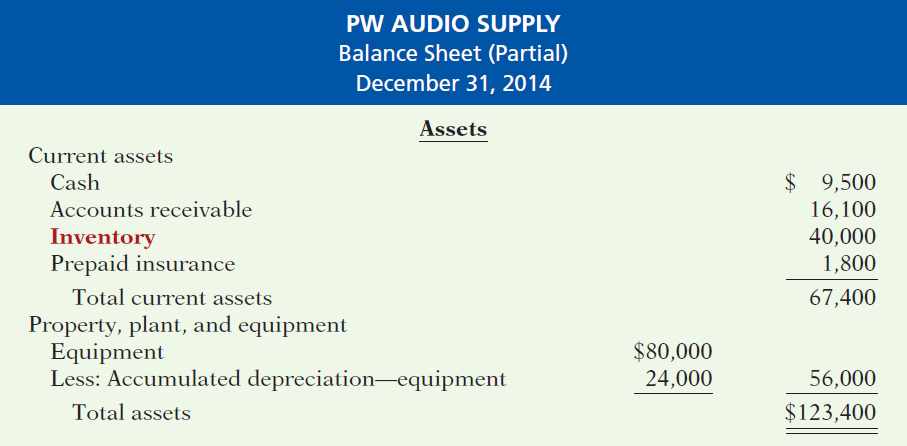 PW AUDIO SUPPLY
Balance Sheet (Partial)
December 31, 2014
Assets
Current assets
Cash $ 9,500
Accounts receivable 16,100
Inventory 40,000
Prepaid insurance 1,800
Total current assets 67,400
Property, plant, and equipment
Equipment $80,000
Less: Accumulated depreciation—equipment 24,000 56,000
Total assets $123,400